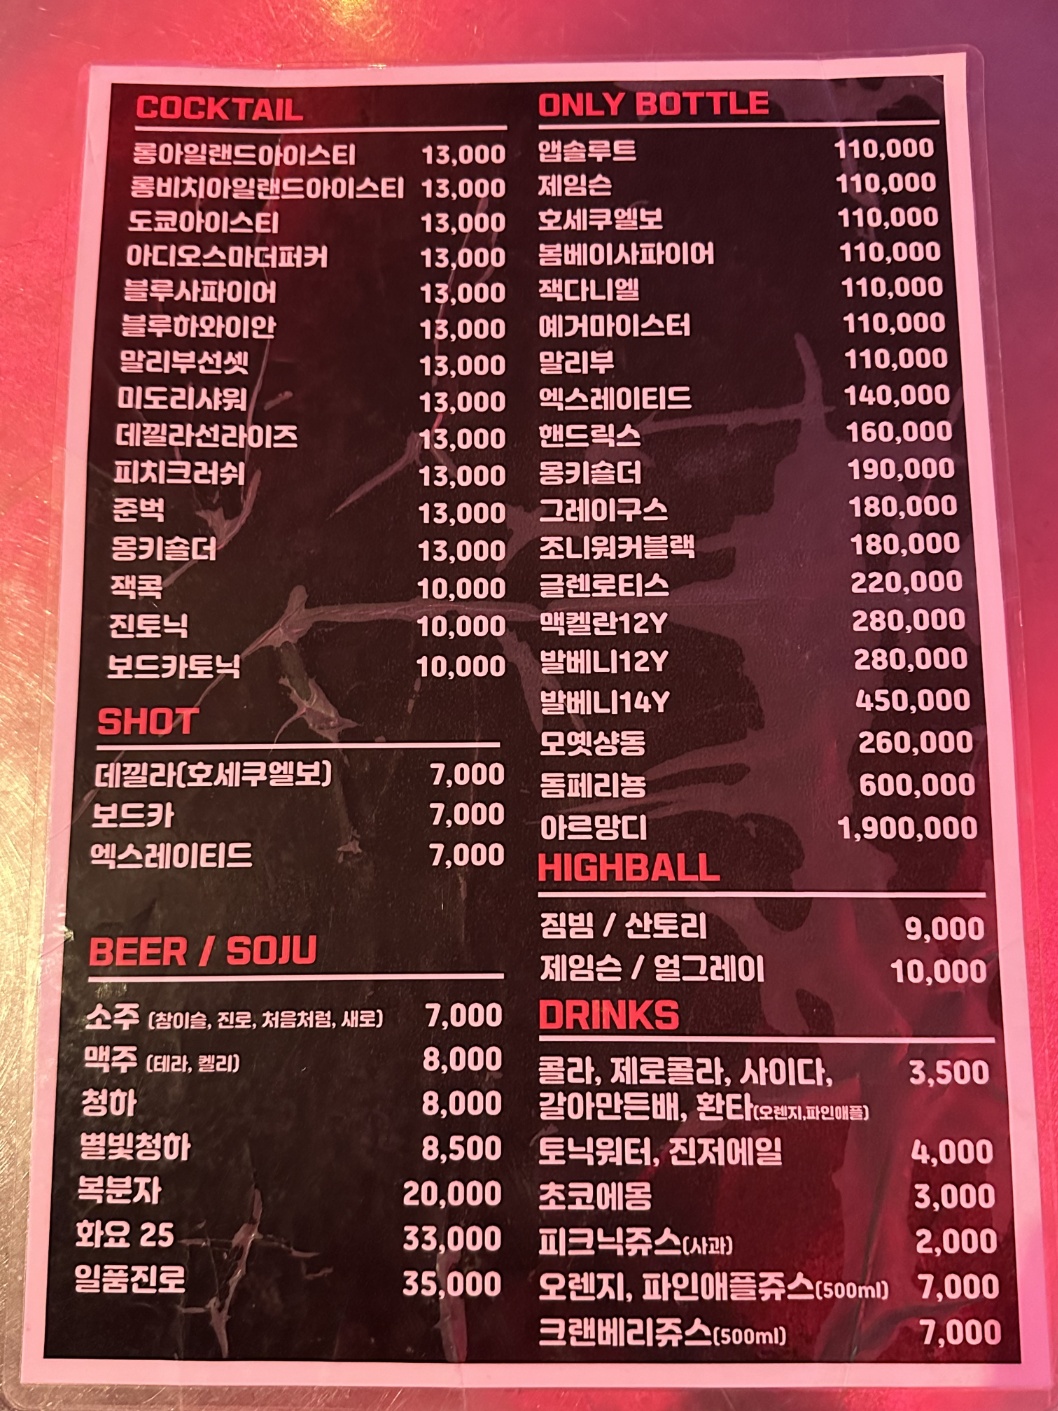 COCKTAIL
롱아일랜드아이스티 13,000
롱비치아일랜드아이스티 13,000
도쿄아이스티 13,000
아디오스마더퍼커 13,000
블루사파이어 13,000
블루하와이안 13,000
말리부선셋 13,000
미도리샤워 13,000
데낄라선라이즈 13,000
피치크러쉬 13,000
준벅 13,000
몽키숄더 13,000
잭콕 10,000
진토닉 10,000
보드카토닉 10,000
SHOT
데낄라(호세쿠엘보) 7,000
보드카 7,000
엑스레이티드 7,000
BEER / SOJU
소주 (참이슬, 진로, 처음처럼, 새로) 7,000
맥주 (테라, 켈리) 8,000
청하 8,000
별빛청하 8,500
복분자 20,000
화요 25 33,000
일품진로 35,000
ONLY BOTTLE
앱솔루트 110,000
제임슨 110,000
호세쿠엘보 110,000
봄베이사파이어 110,000
잭다니엘 110,000
예거마이스터 110,000
말리부 110,000
엑스레이티드 140,000
핸드릭스 160,000
몽키숄더 190,000
그레이구스 180,000
조니워커블랙 180,000
글렌로티스 220,000
맥켈란12Y 280,000
발베니12Y 280,000
발베니14Y 450,000
모엣샹동 260,000
돔페리뇽 600,000
아르망디 1,900,000
HIGHBALL
짐빔 / 산토리 9,000
제임슨 / 얼그레이 10,000
DRINKS
콜라, 제로콜라, 사이다, 3,500
갈아만든배, 환타(오렌지,파인애플)
토닉워터, 진저에일 4,000
초코에몽 3,000
피크닉쥬스(사과) 2,000
오렌지, 파인애플쥬스(500ml) 7,000
크랜베리쥬스(500ml) 7,000